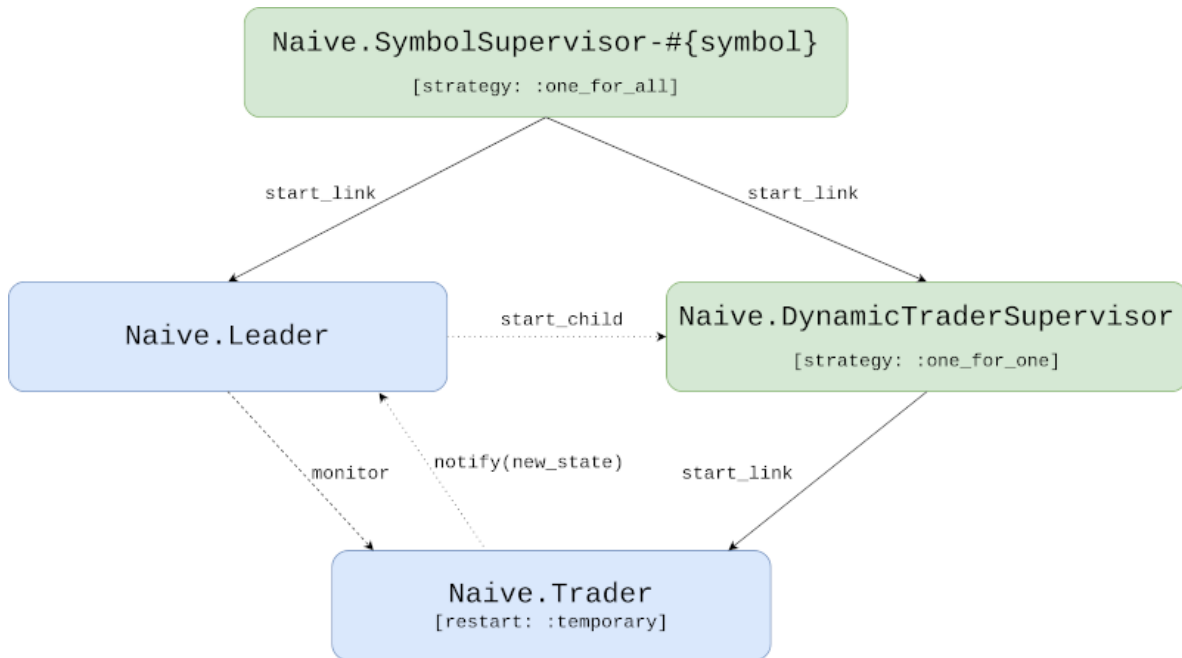 Naive.SymbolSupervisor-#{symbol}
[strategy: :one_for_all]
start_link
start_link
Naive.Leader
start_child
Naive.DynamicTraderSupervisor
[strategy: :one_for_one]
monitor
notify(new_state)
start_link
Naive.Trader
[restart: :temporary]